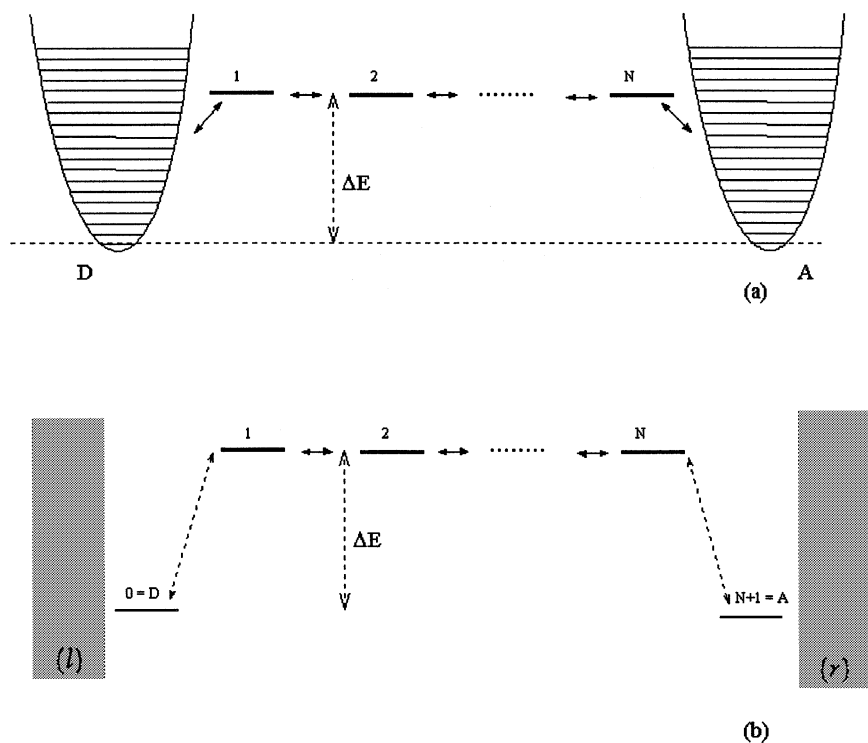 1 2 ........ N
ΔE
D A
(a)
1 2 ........ N
ΔE
0 = D N+1 = A
{l} {r}
(b)